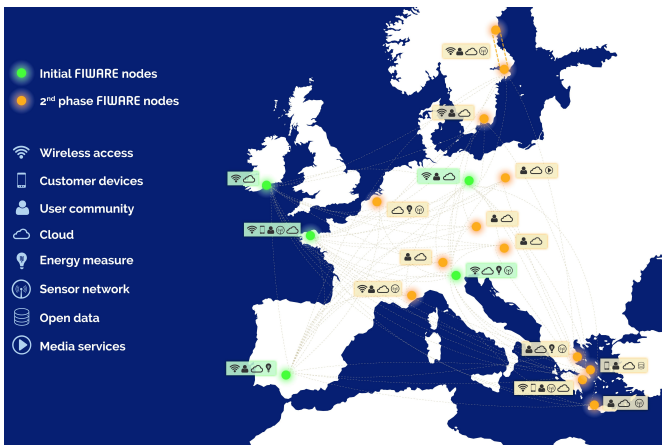 Initial FIWARE nodes
2nd phase FIWARE nodes
Wireless access
Customer devices
User community
Cloud
Energy measure
Sensor network
Open data
Media services